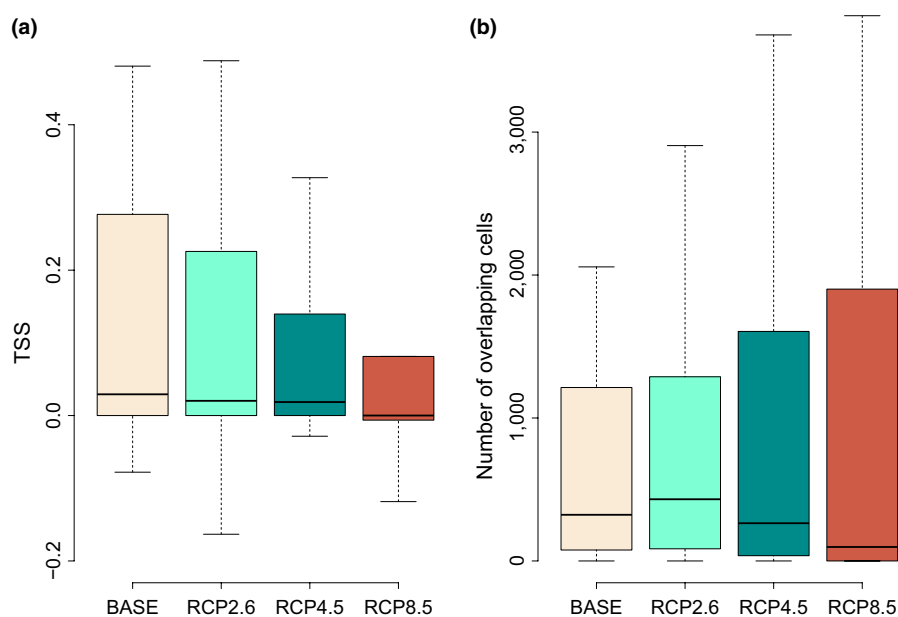 (a)
TSS
0.4
0.2
0.0
−0.2
BASE RCP2.6 RCP4.5 RCP8.5
(b)
Number of overlapping cells
3,000
2,000
1,000
0
BASE RCP2.6 RCP4.5 RCP8.5